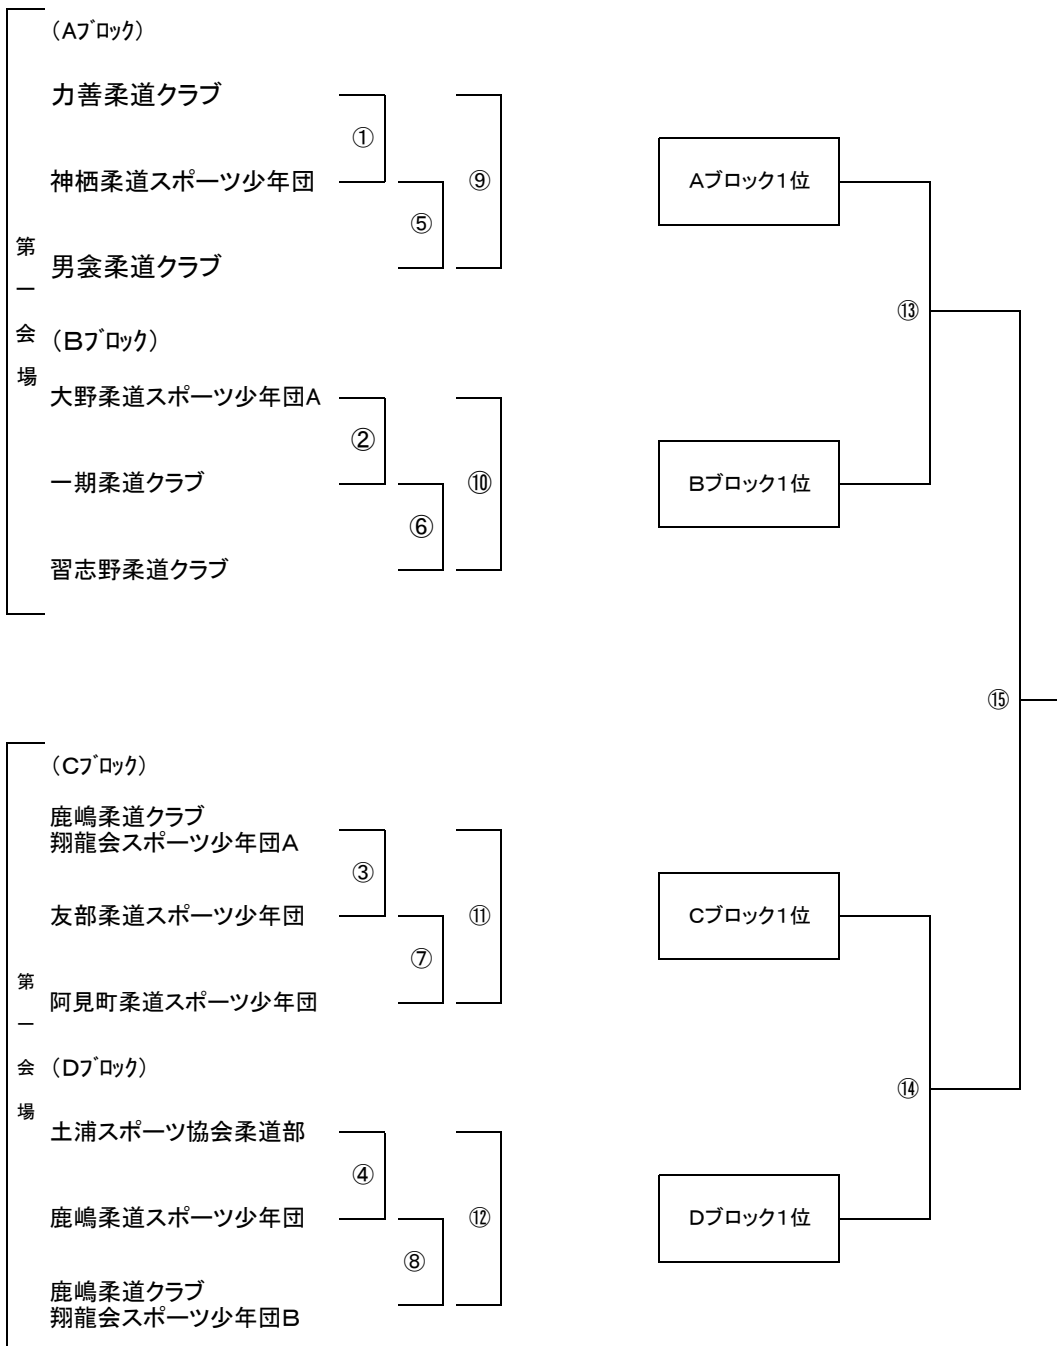 （Aブロック）
力善柔道クラブ
①
神栖柔道スポーツ少年団
⑨
Aブロック１位
⑤
男衾柔道クラブ
第一会場
⑬
（Bブロック）
大野柔道スポーツ少年団A
②
一期柔道クラブ
⑩
Bブロック１位
⑥
習志野柔道クラブ
⑮
（Cブロック）
鹿嶋柔道クラブ
翔龍会スポーツ少年団A
③
友部柔道スポーツ少年団
⑪
Cブロック１位
⑦
阿見町柔道スポーツ少年団
第一会場
（Dブロック）
⑭
土浦スポーツ協会柔道部
④
鹿嶋柔道スポーツ少年団
⑫
Dブロック１位
⑧
鹿嶋柔道クラブ
翔龍会スポーツ少年団B